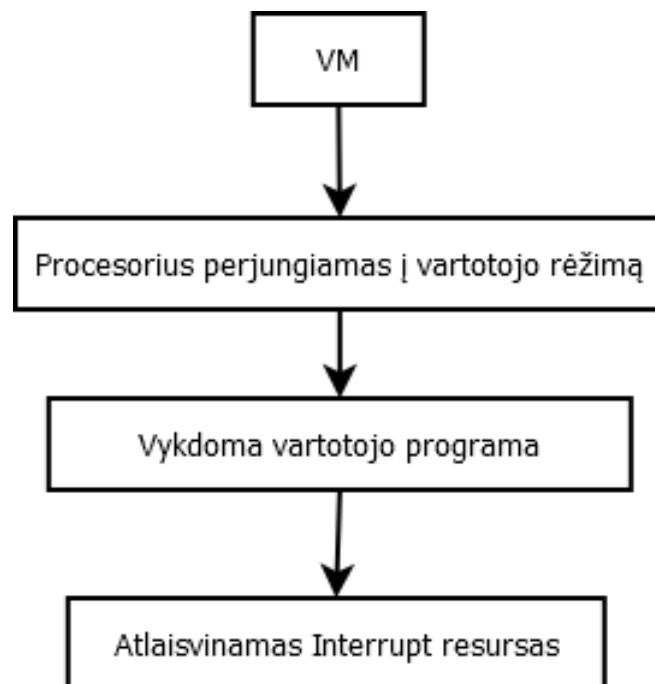 VM
Procesorius perjungiamas į vartotojo rėžimą
Vykdoma vartotojo programa
Atlaisvinamas Interrupt resursas